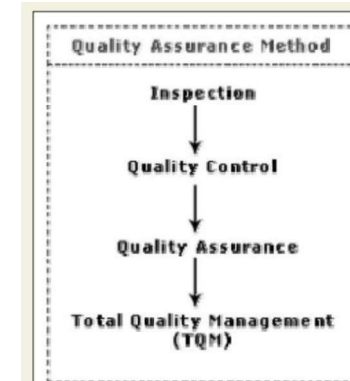 Quality Assurance Method
Inspection
Quality Control
Quality Assurance
Total Quality Management
(TQM)